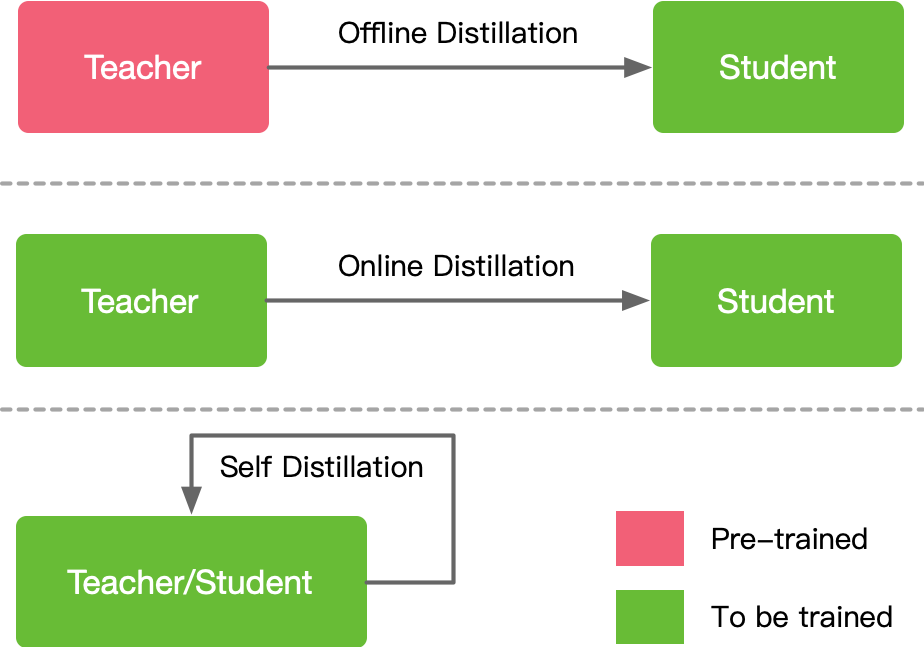 Offline Distillation
Teacher
Student
Online Distillation
Teacher
Student
Self Distillation
Teacher/Student
Pre-trained
To be trained